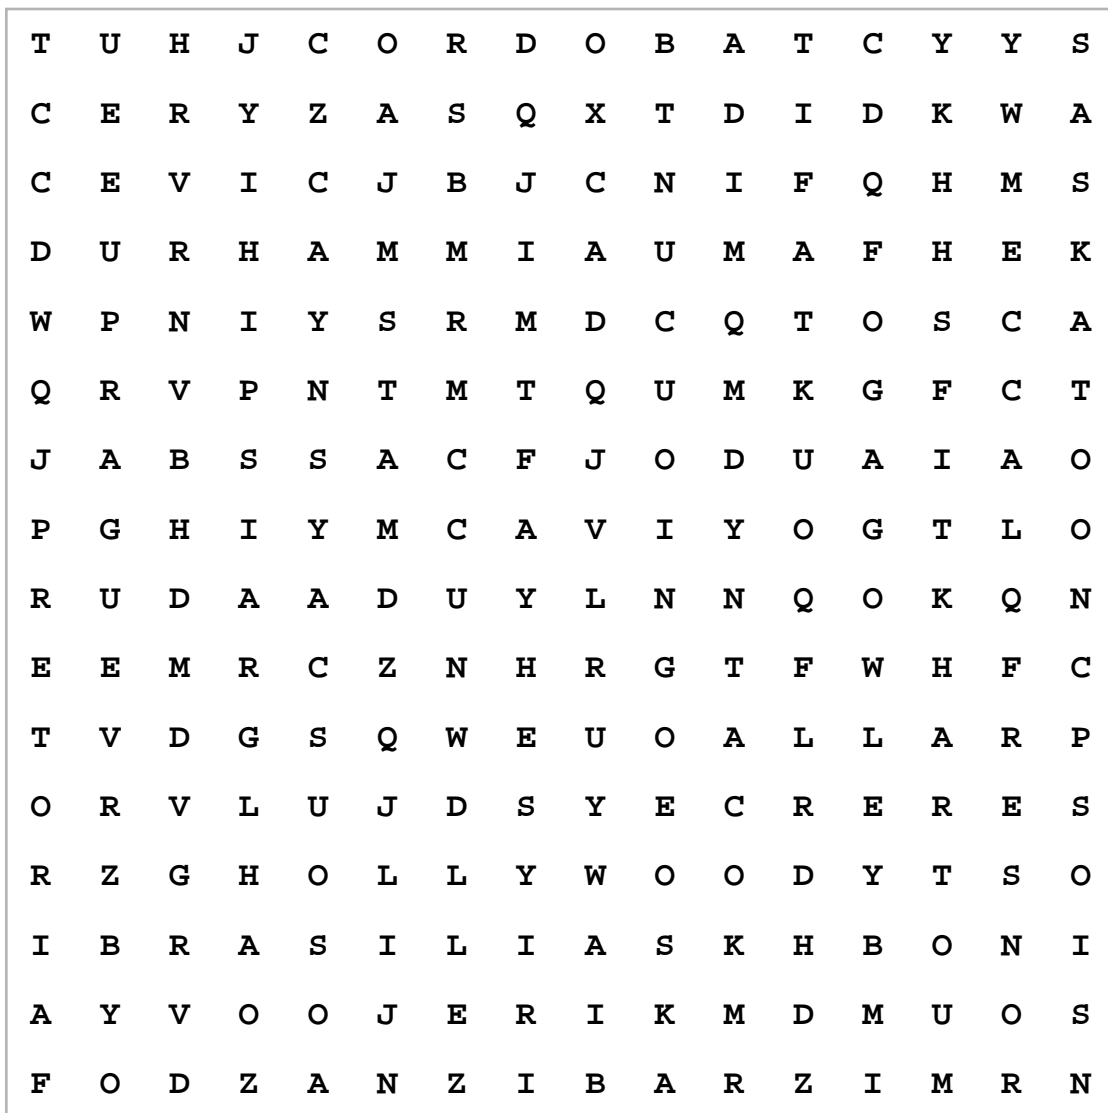 T U H J C O R D O B A T C Y Y S
C E R Y Z A S Q X T D I D K W A
C E V I C J B J C N I F Q H M S
D U R H A M M I A U M A F H E K
W P N I Y S R M D C Q T O S C A
Q R V P N T M T Q U M K G F C T
J A B S S A C F J O D U A I A O
P G H I Y M C A V I Y O G T L O
R U D A A D U Y L N N Q O K Q N
E E M R C Z N H R G T F W H F C
T V D G S Q W E U O A L L A R P
O R V L U J D S Y E C R E R E S
R Z G H O L L Y W O O D Y T S O
I B R A S I L I A S K H B O N I
A Y V O O J E R I K M D M U O S
F O D Z A N Z I B A R Z I M R N